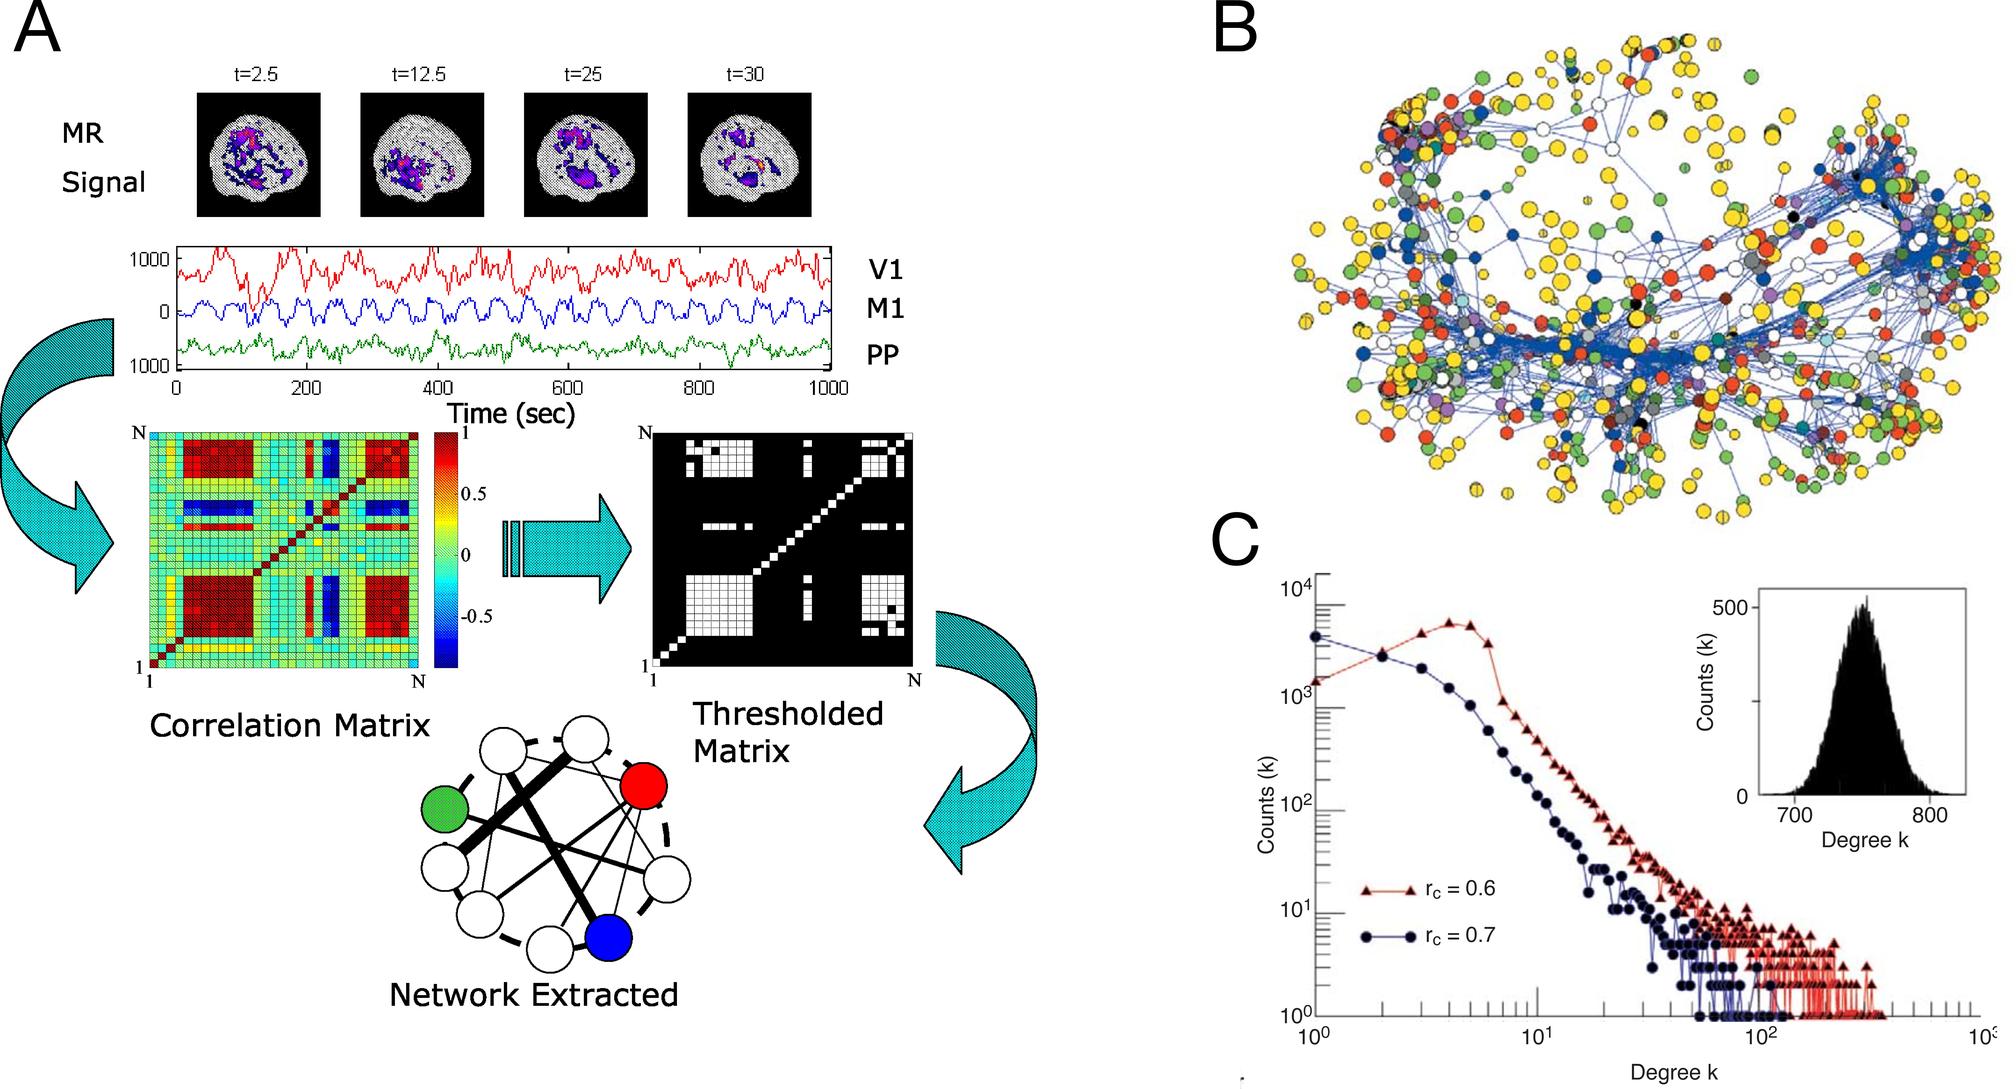 A
t=2.5 t=12.5 t=25 t=30
MR
Signal
1000
0
1000
V1
M1
PP
0 200 400 600 800 1000
Time (sec)
N
1
1 N
1
0.5
0
-0.5
Correlation Matrix
N
1
1 N
Thresholded
Matrix
Network Extracted
B
C
10^4
10^3
10^2
10^1
10^0
Counts (k)
10^0 10^1 10^2 10^3
Degree k
r_c = 0.6
r_c = 0.7
500
0
Counts (k)
700 800
Degree k